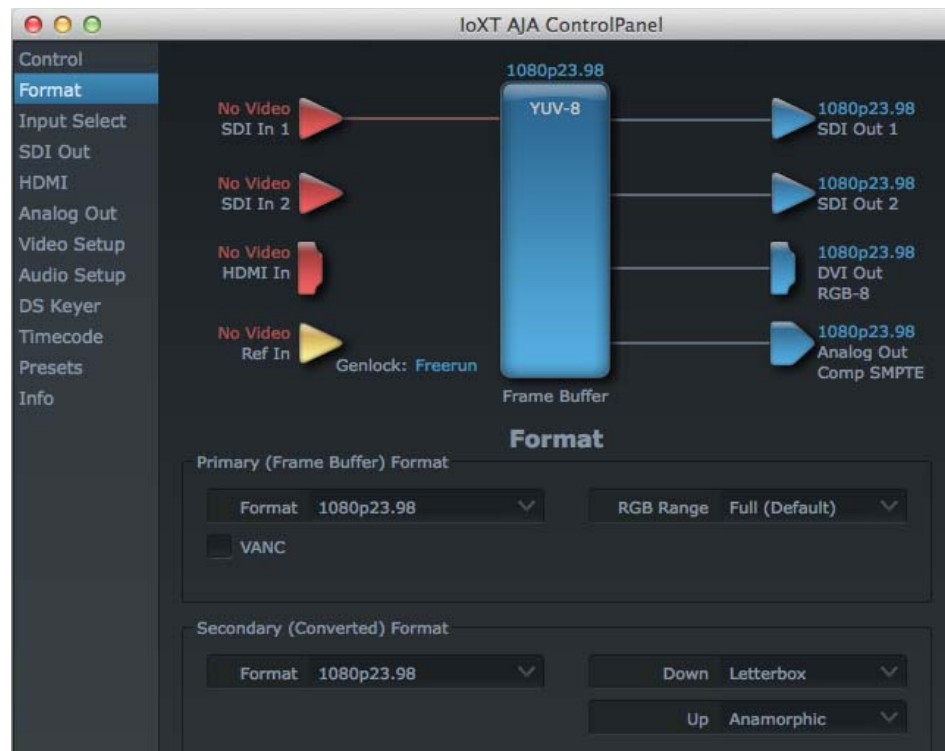 IoXT AJA ControlPanel
Control
Format
Input Select
SDI Out
HDMI
Analog Out
Video Setup
Audio Setup
DS Keyer
Timecode
Presets
Info
1080p23.98
YUV-8
Frame Buffer
No Video
SDI In 1
No Video
SDI In 2
No Video
HDMI In
No Video
Ref In
Genlock: Freerun
1080p23.98
SDI Out 1
1080p23.98
SDI Out 2
1080p23.98
DVI Out
RGB-8
1080p23.98
Analog Out
Comp SMPTE
Format
Primary (Frame Buffer) Format
Format 1080p23.98
RGB Range Full (Default)
VANC
Secondary (Converted) Format
Format 1080p23.98
Down Letterbox
Up Anamorphic